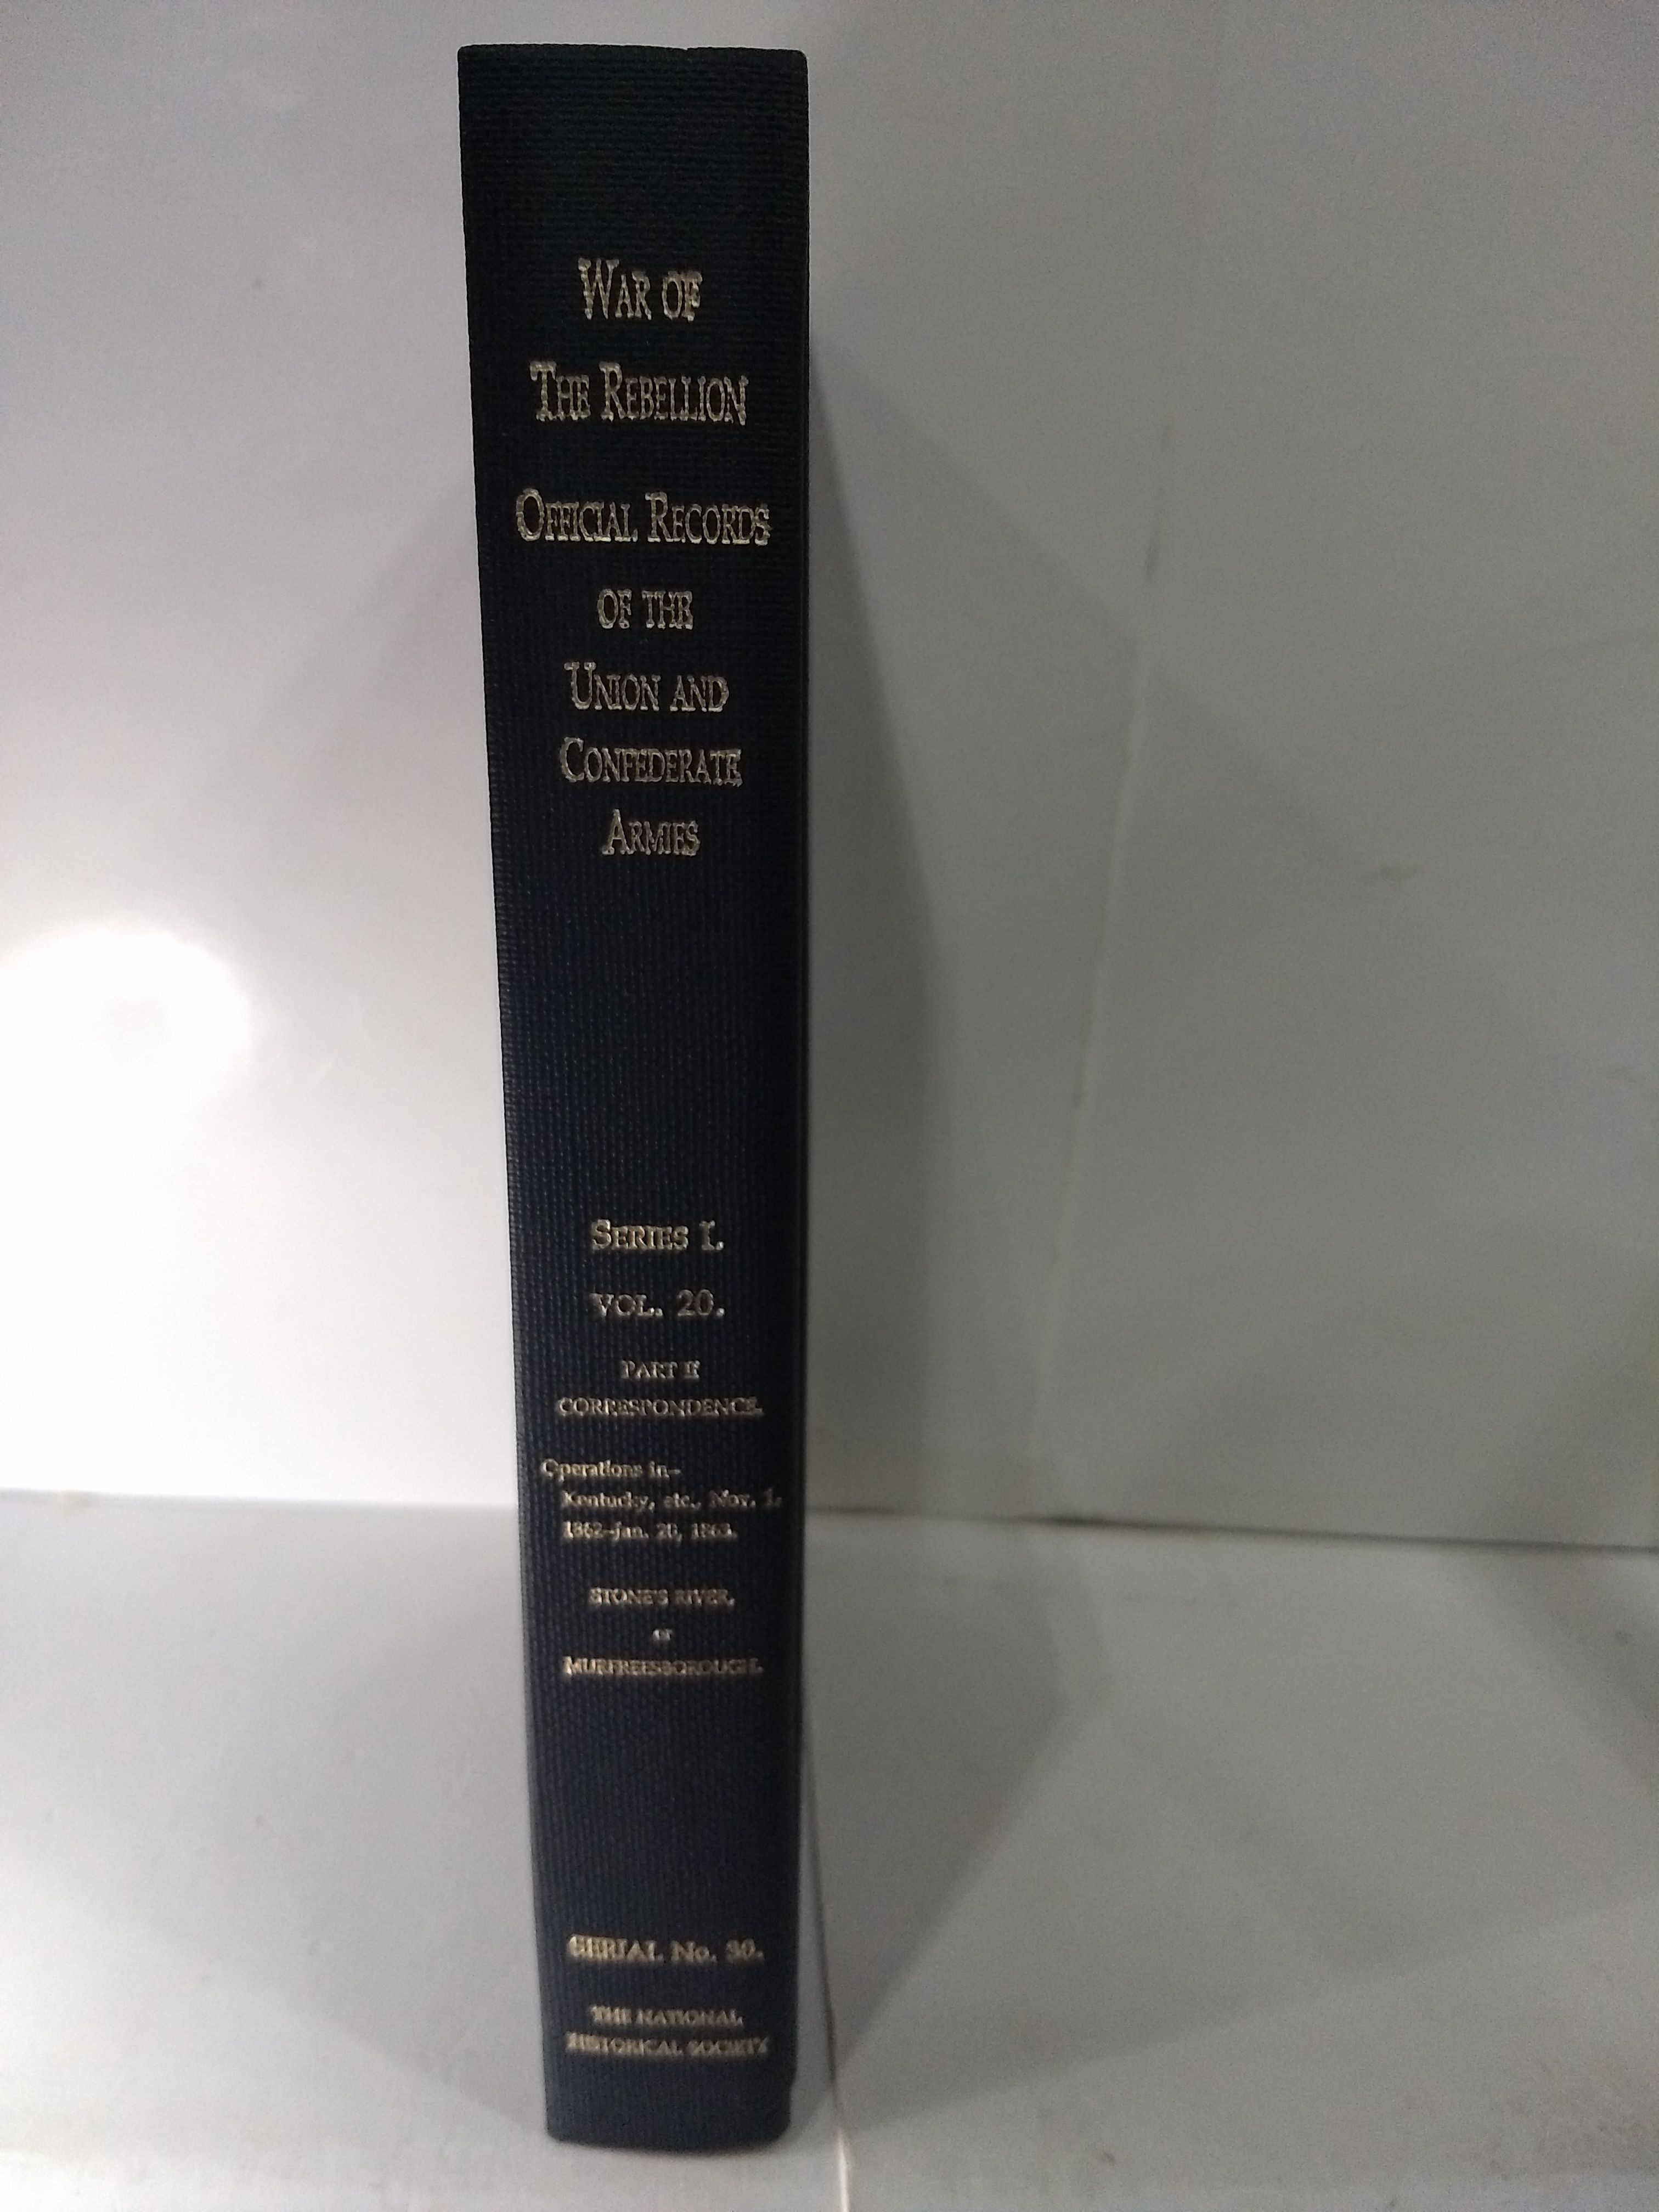 WAR OF
THE REBELLION
OFFICIAL RECORDS
OF THE
UNION AND
CONFEDERATE
ARMIES
SERIES I.
VOL. 20.
PART II
CORRESPONDENCE.
Operations in–
Kentucky, etc., Nov. 1,
1862–Jan. 20, 1863.
STONE'S RIVER,
or
MURFREESBOROUGH.
SERIAL No. 30.
THE NATIONAL
HISTORICAL SOCIETY